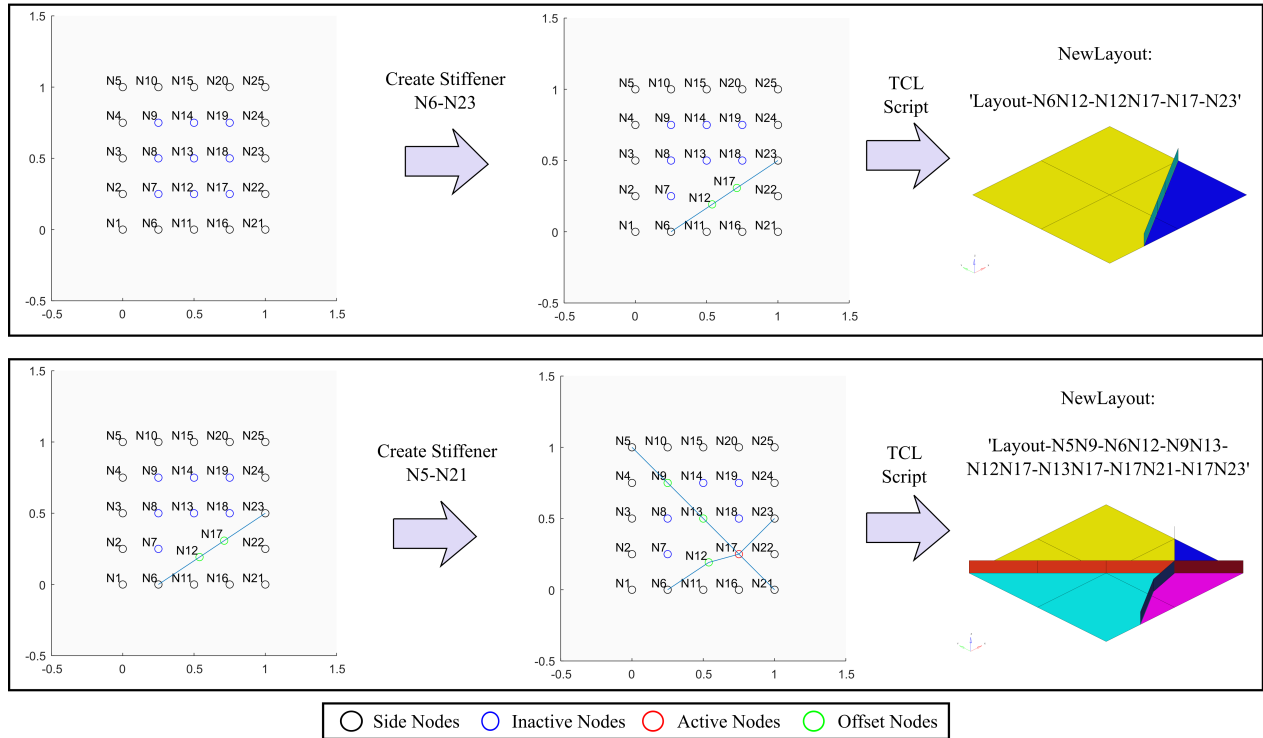 1.5
N5 N10 N15 N20 N25
1
N4 N9 N14 N19 N24
N3 N8 N13 N18 N23
0.5
N2 N7 N12 N17 N22
N1 N6 N11 N16 N21
0
-0.5
-0.5 0 0.5 1 1.5
Create Stiffener
N6-N23
1.5
N5 N10 N15 N20 N25
1
N4 N9 N14 N19 N24
N3 N8 N13 N18 N23
0.5
N17
N2 N7 N12 N22
N1 N6 N11 N16 N21
0
-0.5
-0.5 0 0.5 1 1.5
TCL
Script
NewLayout:
'Layout-N6N12-N12N17-N17-N23'
1.5
N5 N10 N15 N20 N25
1
N4 N9 N14 N19 N24
N3 N8 N13 N18 N23
0.5
N17
N2 N7 N12 N22
N1 N6 N11 N16 N21
0
-0.5
-0.5 0 0.5 1 1.5
Create Stiffener
N5-N21
1.5
N5 N10 N15 N20 N25
1
N4 N9 N14 N19 N24
N3 N8 N13 N18 N23
0.5
N2 N7 N12 N17 N22
N1 N6 N11 N16 N21
0
-0.5
-0.5 0 0.5 1 1.5
TCL
Script
NewLayout:
'Layout-N5N9-N6N12-N9N13-
N12N17-N13N17-N17N21-N17N23'
Side Nodes Inactive Nodes Active Nodes Offset Nodes